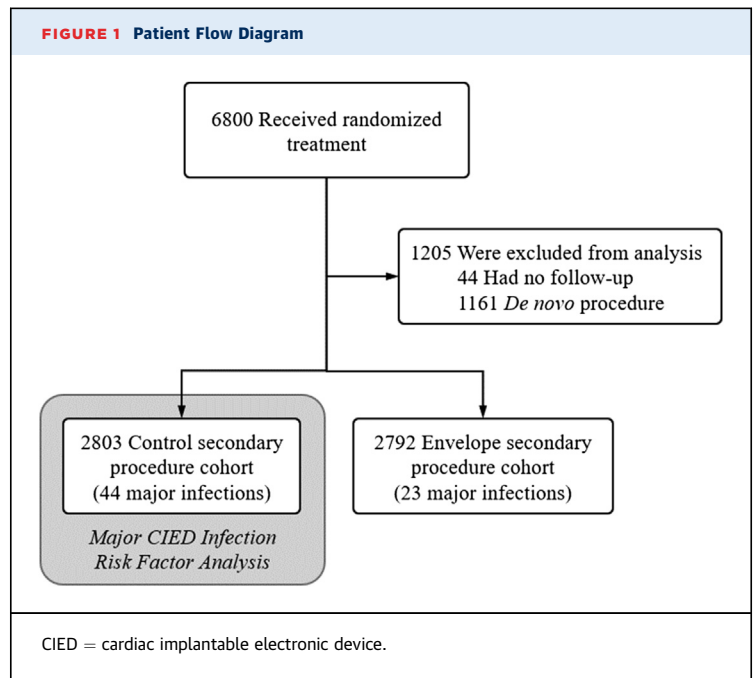 FIGURE 1 Patient Flow Diagram
6800 Received randomized
treatment
1205 Were excluded from analysis
44 Had no follow-up
1161 De novo procedure
2803 Control secondary
procedure cohort
(44 major infections)
Major CIED Infection
Risk Factor Analysis
2792 Envelope secondary
procedure cohort
(23 major infections)
CIED = cardiac implantable electronic device.